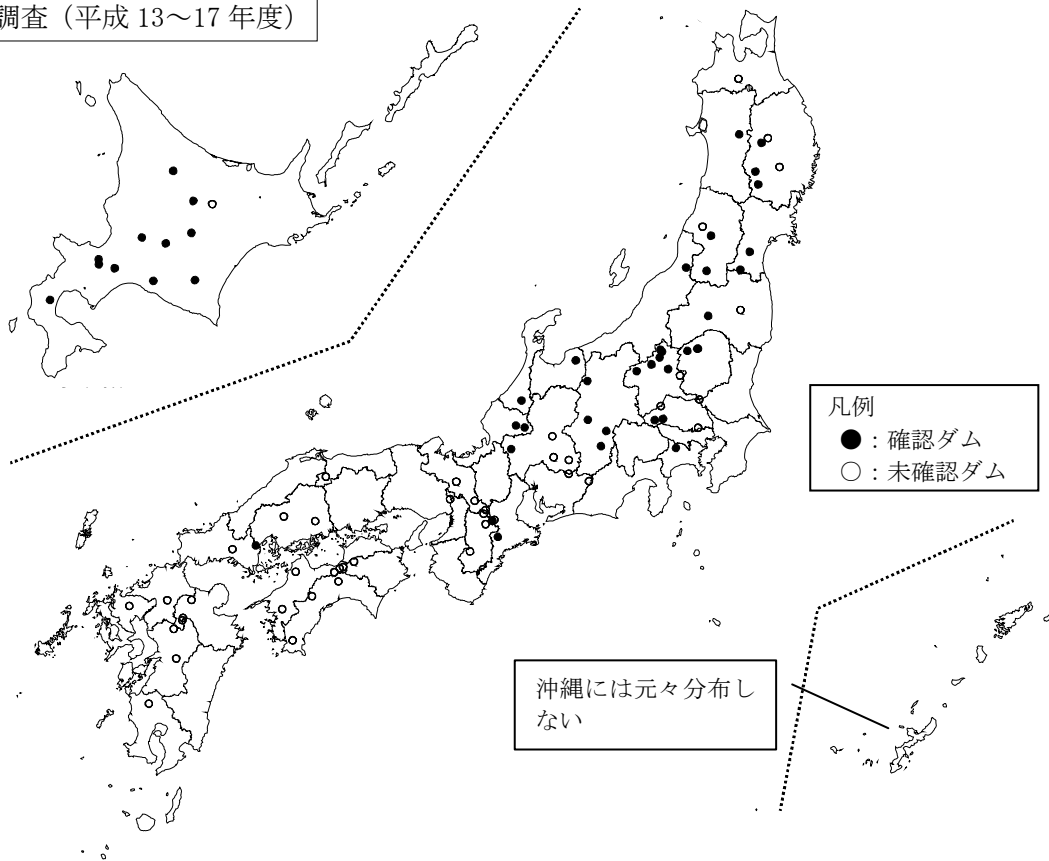 調査（平成 13～17 年度）
凡例
●：確認ダム
○：未確認ダム
沖縄には元々分布し
ない